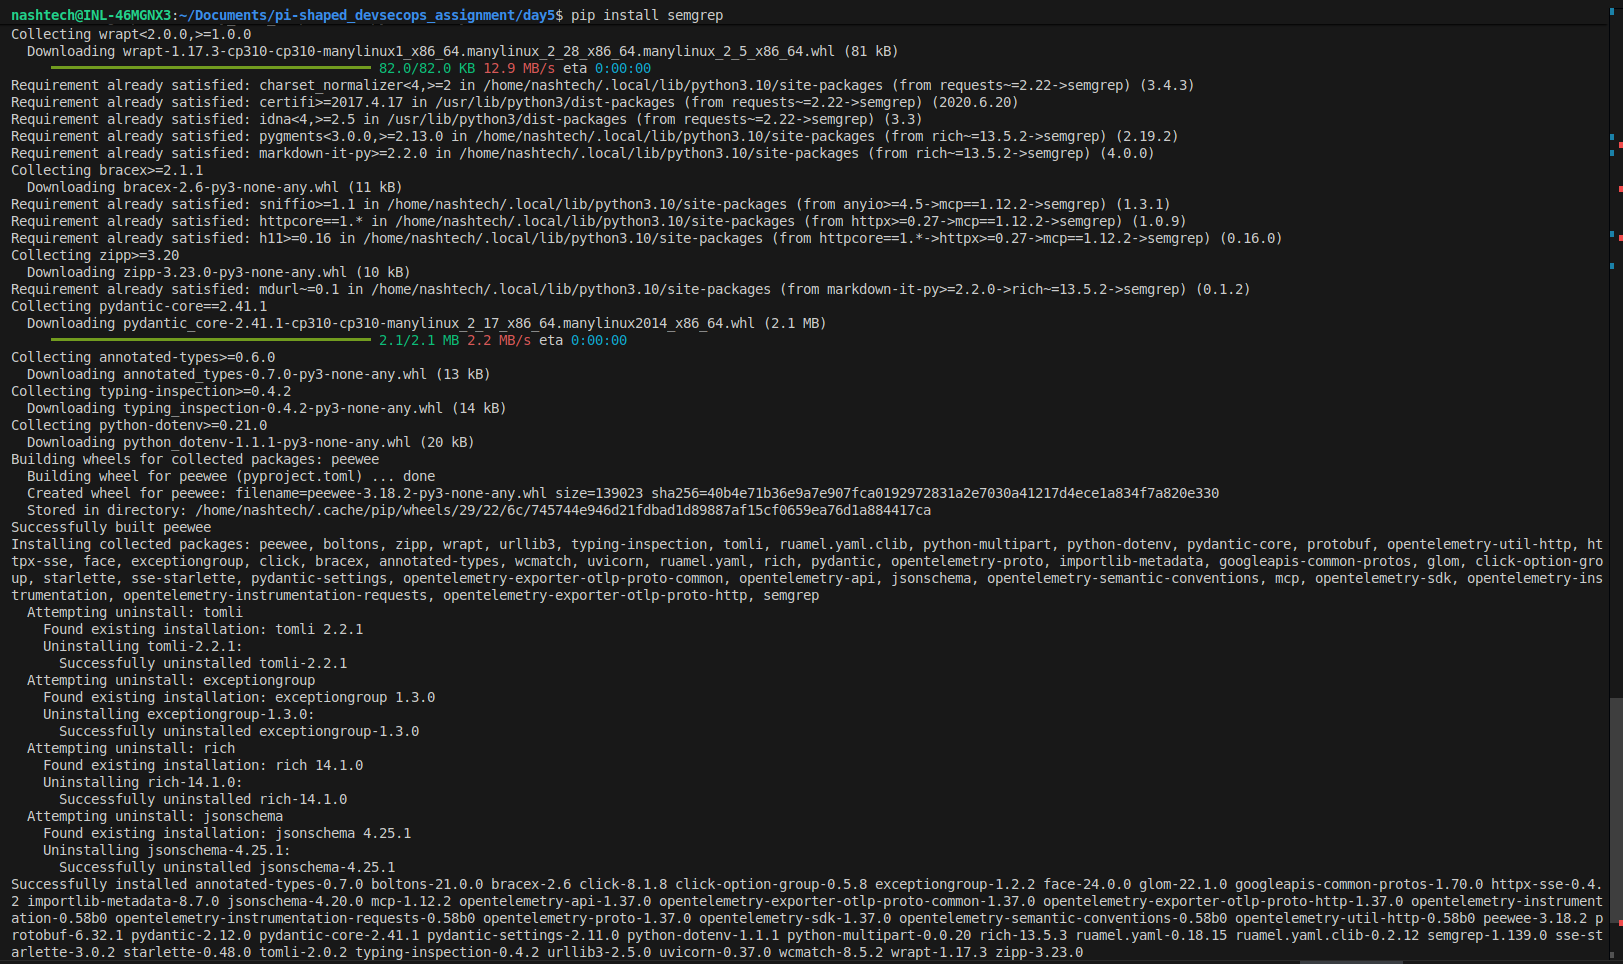 nashtech@INL-46MGNX3:~/Documents/pi-shaped_devsecops_assignment/day5$ pip install semgrep
Collecting wrapt<2.0.0,>=1.0.0
  Downloading wrapt-1.17.3-cp310-cp310-manylinux1_x86_64.manylinux_2_28_x86_64.manylinux_2_5_x86_64.whl (81 kB)
82.0/82.0 KB 12.9 MB/s eta 0:00:00
Requirement already satisfied: charset_normalizer<4,>=2 in /home/nashtech/.local/lib/python3.10/site-packages (from requests~=2.22->semgrep) (3.4.3)
Requirement already satisfied: certifi>=2017.4.17 in /usr/lib/python3/dist-packages (from requests~=2.22->semgrep) (2020.6.20)
Requirement already satisfied: idna<4,>=2.5 in /usr/lib/python3/dist-packages (from requests~=2.22->semgrep) (3.3)
Requirement already satisfied: pygments<3.0.0,>=2.13.0 in /home/nashtech/.local/lib/python3.10/site-packages (from rich~=13.5.2->semgrep) (2.19.2)
Requirement already satisfied: markdown-it-py>=2.2.0 in /home/nashtech/.local/lib/python3.10/site-packages (from rich~=13.5.2->semgrep) (4.0.0)
Collecting bracex>=2.1.1
  Downloading bracex-2.6-py3-none-any.whl (11 kB)
Requirement already satisfied: sniffio>=1.1 in /home/nashtech/.local/lib/python3.10/site-packages (from anyio>=4.5->mcp==1.12.2->semgrep) (1.3.1)
Requirement already satisfied: httpcore==1.* in /home/nashtech/.local/lib/python3.10/site-packages (from httpx>=0.27->mcp==1.12.2->semgrep) (1.0.9)
Requirement already satisfied: h11>=0.16 in /home/nashtech/.local/lib/python3.10/site-packages (from httpcore==1.*->httpx>=0.27->mcp==1.12.2->semgrep) (0.16.0)
Collecting zipp>=3.20
  Downloading zipp-3.23.0-py3-none-any.whl (10 kB)
Requirement already satisfied: mdurl~=0.1 in /home/nashtech/.local/lib/python3.10/site-packages (from markdown-it-py>=2.2.0->rich~=13.5.2->semgrep) (0.1.2)
Collecting pydantic-core==2.41.1
  Downloading pydantic_core-2.41.1-cp310-cp310-manylinux_2_17_x86_64.manylinux2014_x86_64.whl (2.1 MB)
2.1/2.1 MB 2.2 MB/s eta 0:00:00
Collecting annotated-types>=0.6.0
  Downloading annotated_types-0.7.0-py3-none-any.whl (13 kB)
Collecting typing-inspection>=0.4.2
  Downloading typing_inspection-0.4.2-py3-none-any.whl (14 kB)
Collecting python-dotenv>=0.21.0
  Downloading python_dotenv-1.1.1-py3-none-any.whl (20 kB)
Building wheels for collected packages: peewee
  Building wheel for peewee (pyproject.toml) ... done
  Created wheel for peewee: filename=peewee-3.18.2-py3-none-any.whl size=139023 sha256=40b4e71b36e9a7e907fca0192972831a2e7030a41217d4ece1a834f7a820e330
  Stored in directory: /home/nashtech/.cache/pip/wheels/29/22/6c/745744e946d21fdbad1d89887af15cf0659ea76d1a884417ca
Successfully built peewee
Installing collected packages: peewee, boltons, zipp, wrapt, urllib3, typing-inspection, tomli, ruamel.yaml.clib, python-multipart, python-dotenv, pydantic-core, protobuf, opentelemetry-util-http, ht
tpx-sse, face, exceptiongroup, click, bracex, annotated-types, wcmatch, uvicorn, ruamel.yaml, rich, pydantic, opentelemetry-proto, importlib-metadata, googleapis-common-protos, glom, click-option-gro
up, starlette, sse-starlette, pydantic-settings, opentelemetry-exporter-otlp-proto-common, opentelemetry-api, jsonschema, opentelemetry-semantic-conventions, mcp, opentelemetry-sdk, opentelemetry-ins
trumentation, opentelemetry-instrumentation-requests, opentelemetry-exporter-otlp-proto-http, semgrep
  Attempting uninstall: tomli
    Found existing installation: tomli 2.2.1
    Uninstalling tomli-2.2.1:
      Successfully uninstalled tomli-2.2.1
  Attempting uninstall: exceptiongroup
    Found existing installation: exceptiongroup 1.3.0
    Uninstalling exceptiongroup-1.3.0:
      Successfully uninstalled exceptiongroup-1.3.0
  Attempting uninstall: rich
    Found existing installation: rich 14.1.0
    Uninstalling rich-14.1.0:
      Successfully uninstalled rich-14.1.0
  Attempting uninstall: jsonschema
    Found existing installation: jsonschema 4.25.1
    Uninstalling jsonschema-4.25.1:
      Successfully uninstalled jsonschema-4.25.1
Successfully installed annotated-types-0.7.0 boltons-21.0.0 bracex-2.6 click-8.1.8 click-option-group-0.5.8 exceptiongroup-1.2.2 face-24.0.0 glom-22.1.0 googleapis-common-protos-1.70.0 httpx-sse-0.4.
2 importlib-metadata-8.7.0 jsonschema-4.20.0 mcp-1.12.2 opentelemetry-api-1.37.0 opentelemetry-exporter-otlp-proto-common-1.37.0 opentelemetry-exporter-otlp-proto-http-1.37.0 opentelemetry-instrument
ation-0.58b0 opentelemetry-instrumentation-requests-0.58b0 opentelemetry-proto-1.37.0 opentelemetry-sdk-1.37.0 opentelemetry-semantic-conventions-0.58b0 opentelemetry-util-http-0.58b0 peewee-3.18.2 p
rotobuf-6.32.1 pydantic-2.12.0 pydantic-core-2.41.1 pydantic-settings-2.11.0 python-dotenv-1.1.1 python-multipart-0.0.20 rich-13.5.3 ruamel.yaml-0.18.15 ruamel.yaml.clib-0.2.12 semgrep-1.139.0 sse-st
arlette-3.0.2 starlette-0.48.0 tomli-2.0.2 typing-inspection-0.4.2 urllib3-2.5.0 uvicorn-0.37.0 wcmatch-8.5.2 wrapt-1.17.3 zipp-3.23.0